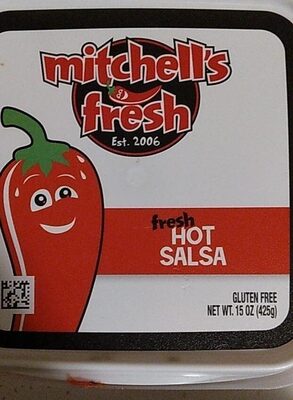 mitchell's
fresh
Est. 2006
fresh
HOT
SALSA
GLUTEN FREE
NET WT. 15 OZ (425g)